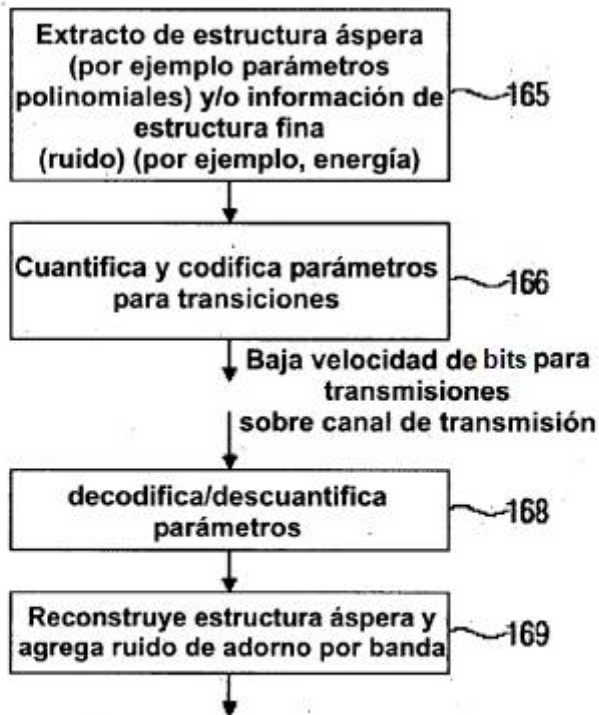 Extracto de estructura áspera
(por ejemplo parámetros
polinomiales) y/o información de
estructura fina
(ruido) (por ejemplo, energía)
165
Cuantifica y codifica parámetros
para transiciones
166
Baja velocidad de bits para
transmisiones
sobre canal de transmisión
decodifica/descuantifica
parámetros
168
Reconstruye estructura áspera y
agrega ruido de adorno por banda
169